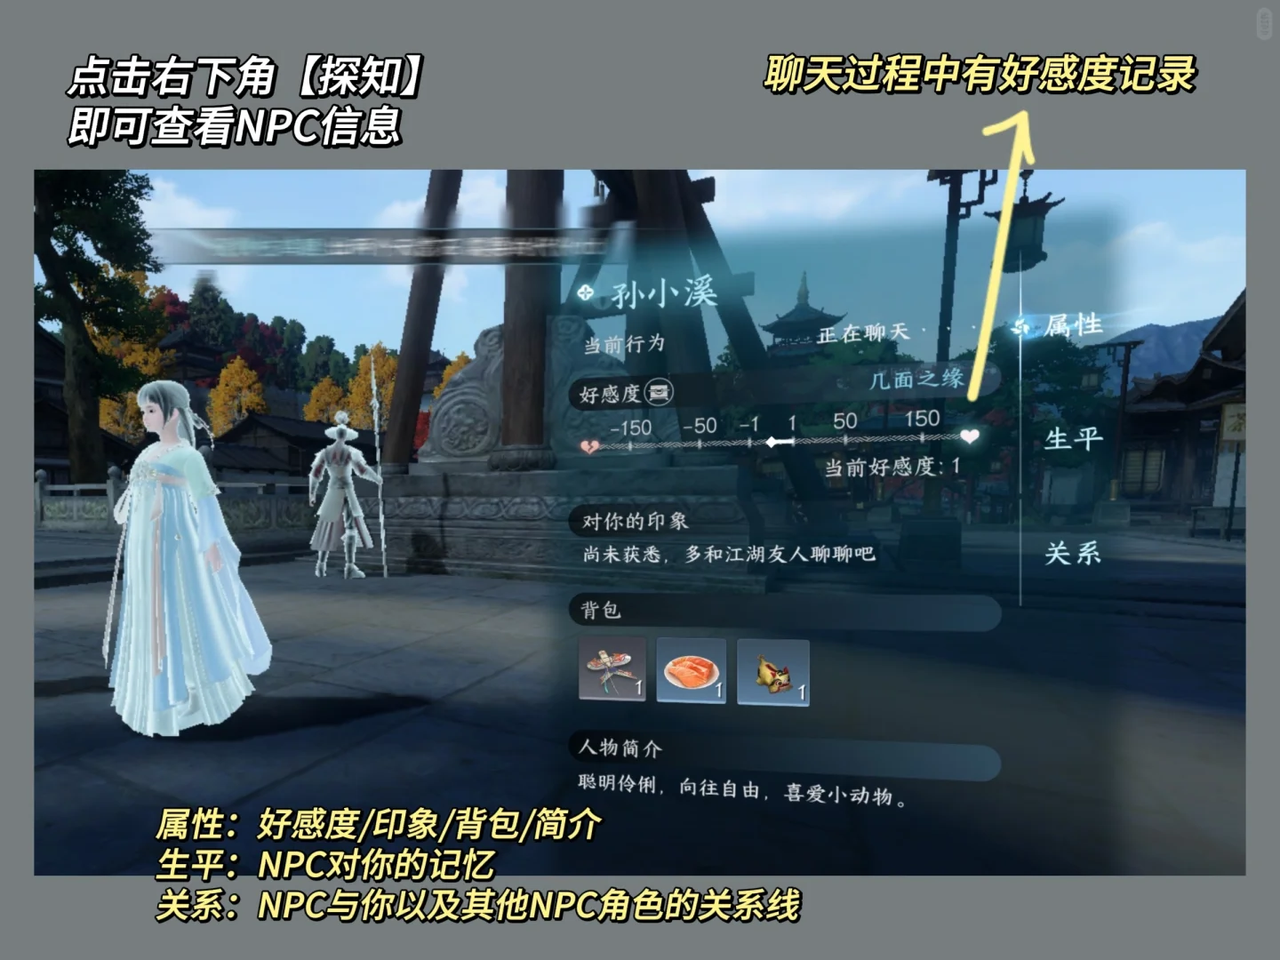 点击右下角【探知】
即可查看NPC信息
聊天过程中有好感度记录
孙小溪
当前行为
正在聊天 · · ·
好感度
几面之缘
-150 -50 -1 1 50 150
当前好感度: 1
对你的印象
尚未获悉，多和江湖友人聊聊吧
背包
1 1 1
人物简介
聪明伶俐，向往自由，喜爱小动物。
属性
生平
关系
属性：好感度/印象/背包/简介
生平：NPC对你的记忆
关系：NPC与你以及其他NPC角色的关系线